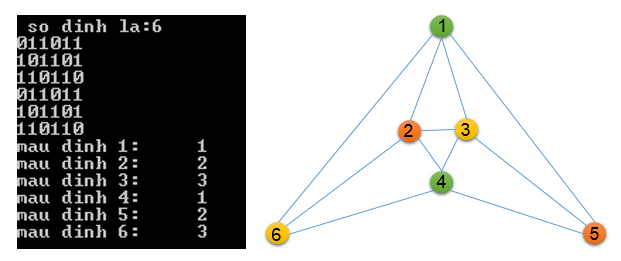 so dinh la:6
011011
101101
110110
011011
101101
110110
mau dinh 1: 1
mau dinh 2: 2
mau dinh 3: 3
mau dinh 4: 1
mau dinh 5: 2
mau dinh 6: 3
1
2
3
4
6
5